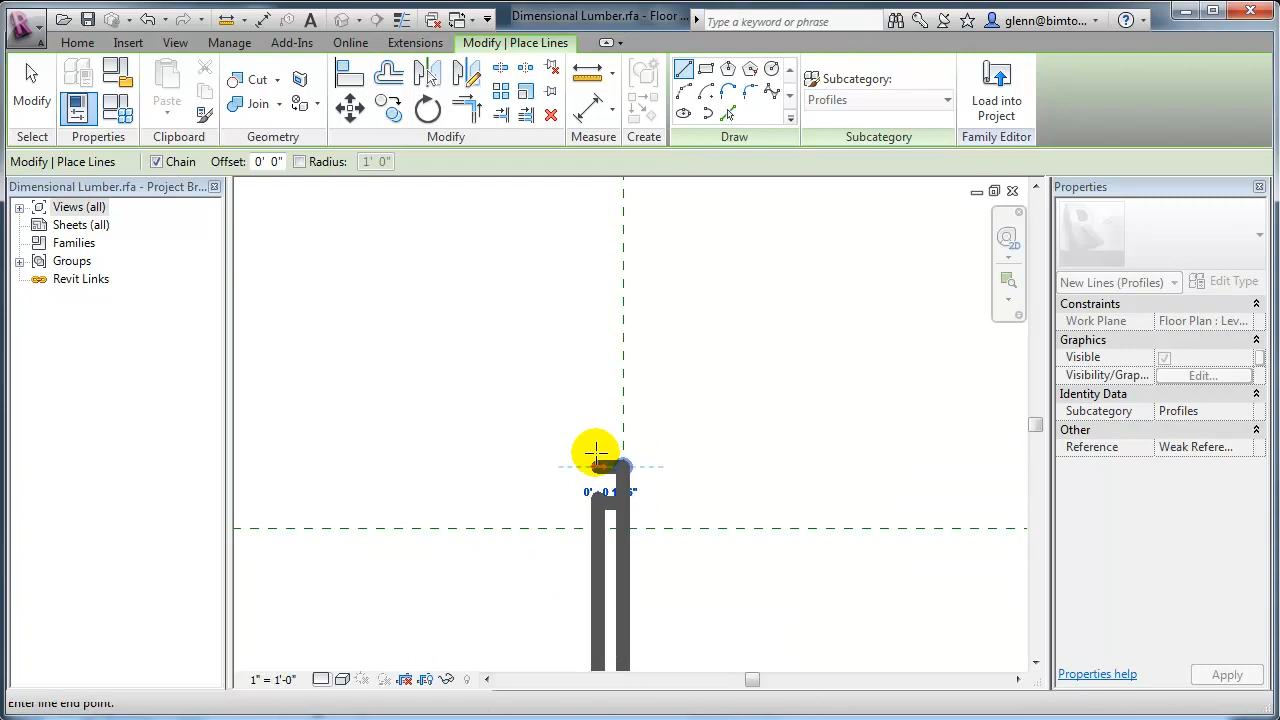 Dimensional Lumber.rfa - Floor ...
Type a keyword or phrase
glenn@bimto...
Home Insert View Manage Add-Ins Online Extensions Modify | Place Lines
Modify
Paste
Cut
Join
Load into
Project
Subcategory:
Profiles
Select Properties Clipboard Geometry Modify Measure Create Draw Subcategory Family Editor
Modify | Place Lines Chain Offset: 0' 0" Radius: 1' 0"
Dimensional Lumber.rfa - Project Br...
Views (all)
Sheets (all)
Families
Groups
Revit Links
2D
Properties
New Lines (Profiles) Edit Type
Constraints
Work Plane Floor Plan : Lev...
Graphics
Visible
Visibility/Grap... Edit...
Identity Data
Subcategory Profiles
Other
Reference Weak Refere...
Properties help Apply
1" = 1'-0"
Enter line end point.